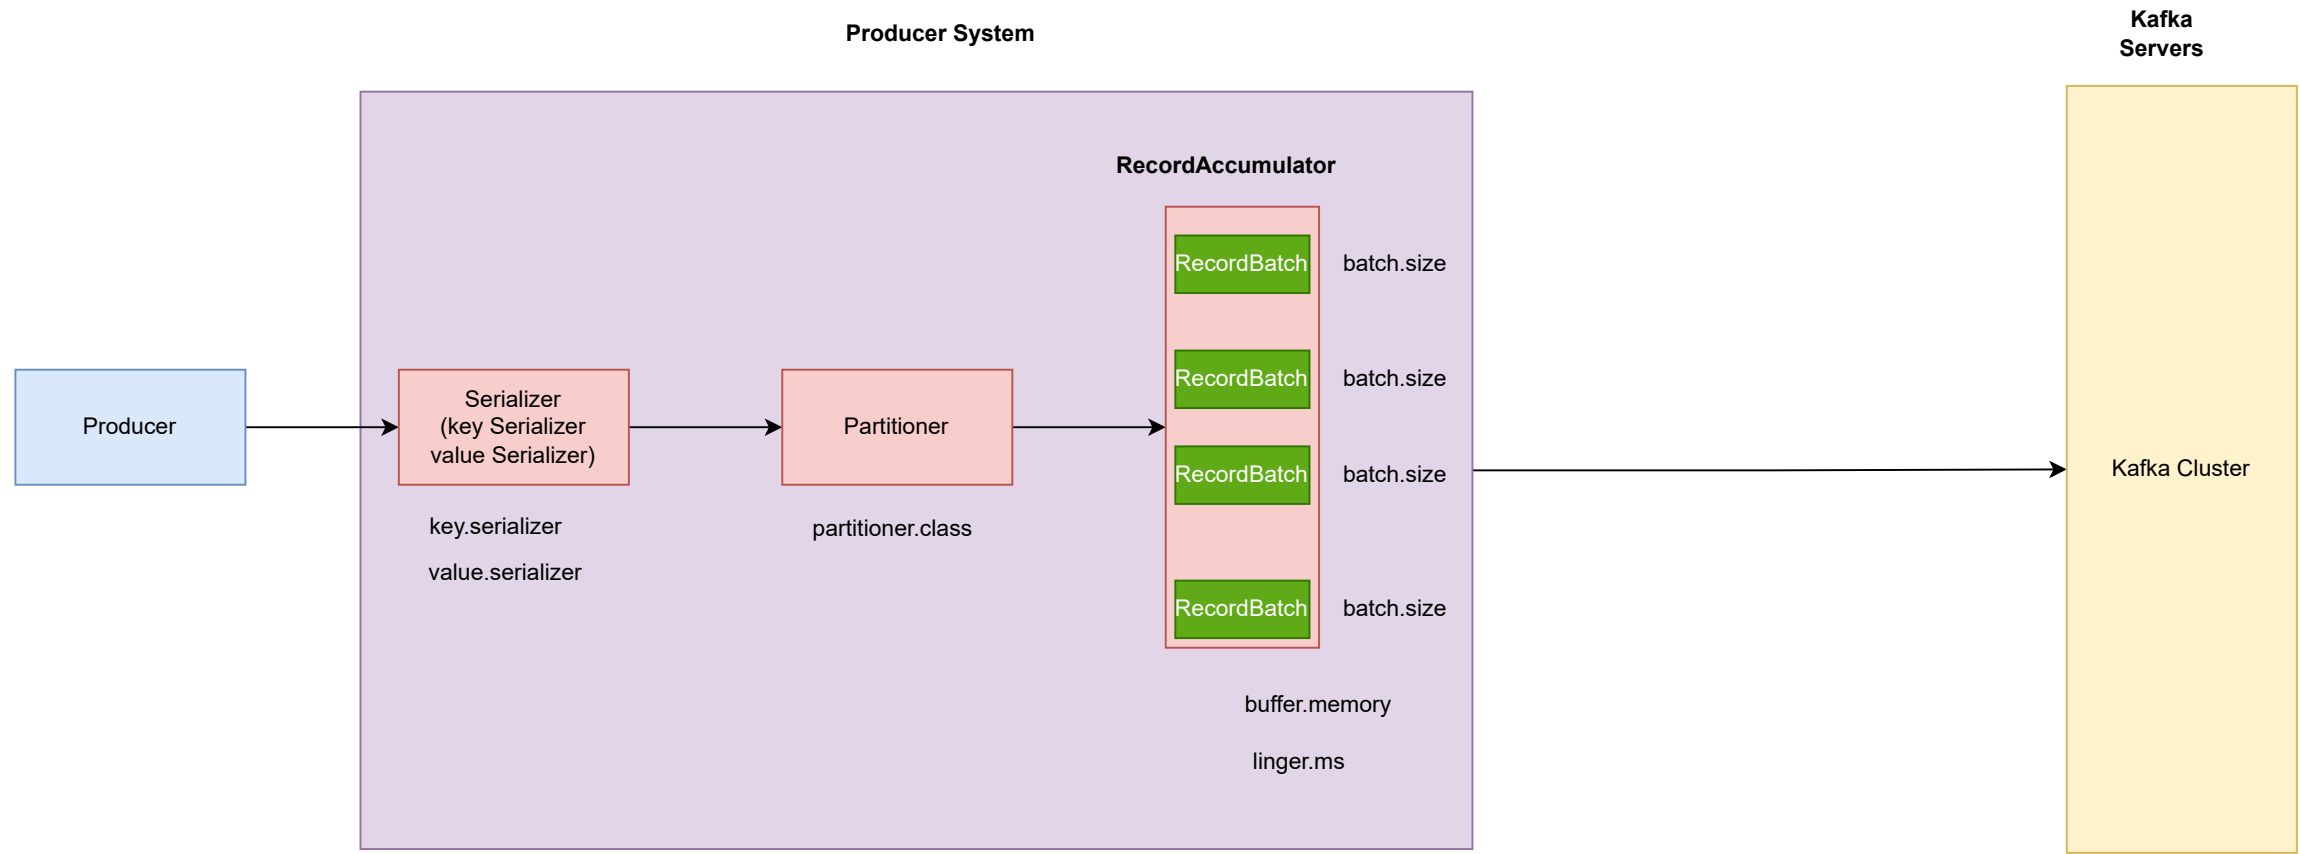 Producer System
Kafka
Servers
RecordAccumulator
RecordBatch
batch.size
RecordBatch
batch.size
Producer
Serializer
(key Serializer
value Serializer)
Partitioner
RecordBatch
batch.size
Kafka Cluster
key.serializer
partitioner.class
value.serializer
RecordBatch
batch.size
buffer.memory
linger.ms